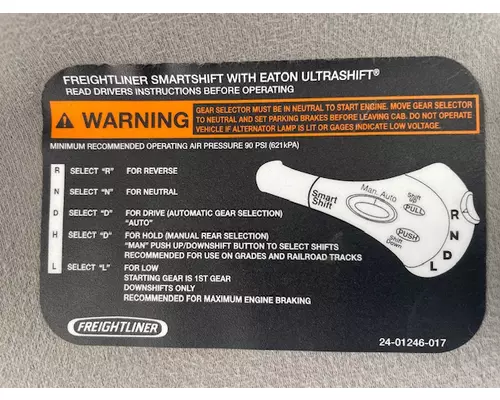 FREIGHTLINER SMARTSHIFT WITH EATON ULTRASHIFT®
READ DRIVERS INSTRUCTIONS BEFORE OPERATING
WARNING
GEAR SELECTOR MUST BE IN NEUTRAL TO START ENGINE. MOVE GEAR SELECTOR
TO NEUTRAL AND SET PARKING BRAKES BEFORE LEAVING CAB. DO NOT OPERATE
VEHICLE IF ALTERNATOR LAMP IS LIT OR GAGES INDICATE LOW VOLTAGE.
MINIMUM RECOMMENDED OPERATING AIR PRESSURE 90 PSI (621kPA)
R SELECT "R" FOR REVERSE
N SELECT "N" FOR NEUTRAL
D SELECT "D" FOR DRIVE (AUTOMATIC GEAR SELECTION)
"AUTO"
H SELECT "D" FOR HOLD (MANUAL REAR SELECTION)
"MAN" PUSH UP/DOWNSHIFT BUTTON TO SELECT SHIFTS
RECOMMENDED FOR USE ON GRADES AND RAILROAD TRACKS
L SELECT "L" FOR LOW
STARTING GEAR IS 1ST GEAR
DOWNSHIFTS ONLY
RECOMMENDED FOR MAXIMUM ENGINE BRAKING
Smart
Shift
Man. Auto
Shift
Up
PULL
PUSH
Shift
Down
R
N
D
L
FREIGHTLINER
24-01246-017